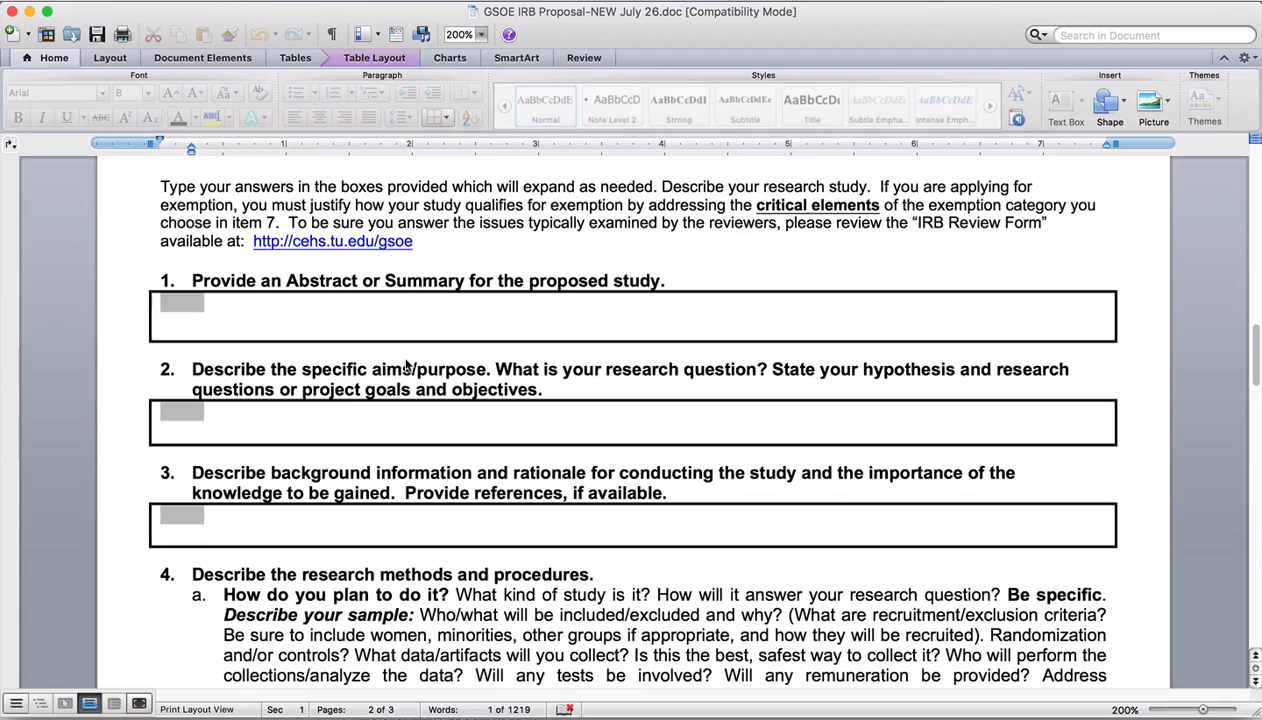 GSOE IRB Proposal-NEW July 26.doc [Compatibility Mode]
200%
Search in Document
Home Layout Document Elements Tables Table Layout Charts SmartArt Review
Font Paragraph Styles Insert Themes
Arial 8
AaBbCcDdE AaBbCcD AaBbCcDdI AaBbCcDdEe AaBbCcDc AaBbCcDdEe AaBbCcDdE
Normal Note Level 2 Strong Subtitle Title Subtle Empha... Intense Emph...
Text Box Shape Picture Themes
1 2 3 4 5 6 7
Type your answers in the boxes provided which will expand as needed. Describe your research study. If you are applying for
exemption, you must justify how your study qualifies for exemption by addressing the critical elements of the exemption category you
choose in item 7. To be sure you answer the issues typically examined by the reviewers, please review the “IRB Review Form”
available at: http://cehs.tu.edu/gsoe
1. Provide an Abstract or Summary for the proposed study.
2. Describe the specific aims/purpose. What is your research question? State your hypothesis and research
questions or project goals and objectives.
3. Describe background information and rationale for conducting the study and the importance of the
knowledge to be gained. Provide references, if available.
4. Describe the research methods and procedures.
a. How do you plan to do it? What kind of study is it? How will it answer your research question? Be specific.
Describe your sample: Who/what will be included/excluded and why? (What are recruitment/exclusion criteria?
Be sure to include women, minorities, other groups if appropriate, and how they will be recruited). Randomization
and/or controls? What data/artifacts will you collect? Is this the best, safest way to collect it? Who will perform the
collections/analyze the data? Will any tests be involved? Will any remuneration be provided? Address
Print Layout View Sec 1 Pages: 2 of 3 Words: 1 of 1219 200%